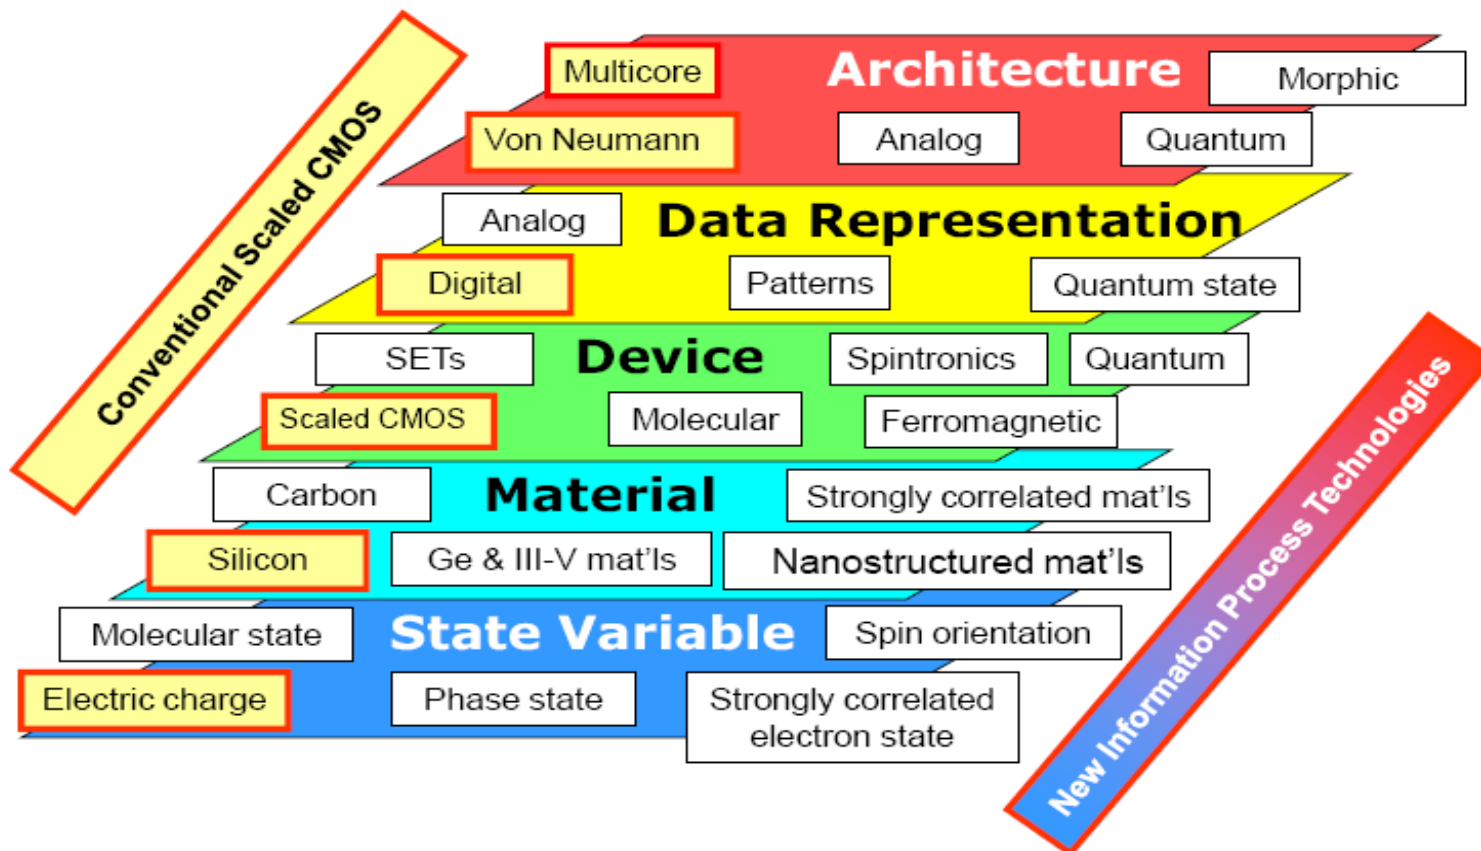 Conventional Scaled CMOS
Multicore
Architecture
Morphic
Von Neumann
Analog
Quantum
Analog
Data Representation
Digital
Patterns
Quantum state
SETs
Device
Spintronics
Quantum
Scaled CMOS
Molecular
Ferromagnetic
Carbon
Material
Strongly correlated mat'ls
Silicon
Ge & III-V mat'ls
Nanostructured mat'ls
Molecular state
State Variable
Spin orientation
Electric charge
Phase state
Strongly correlated
electron state
New Information Process Technologies